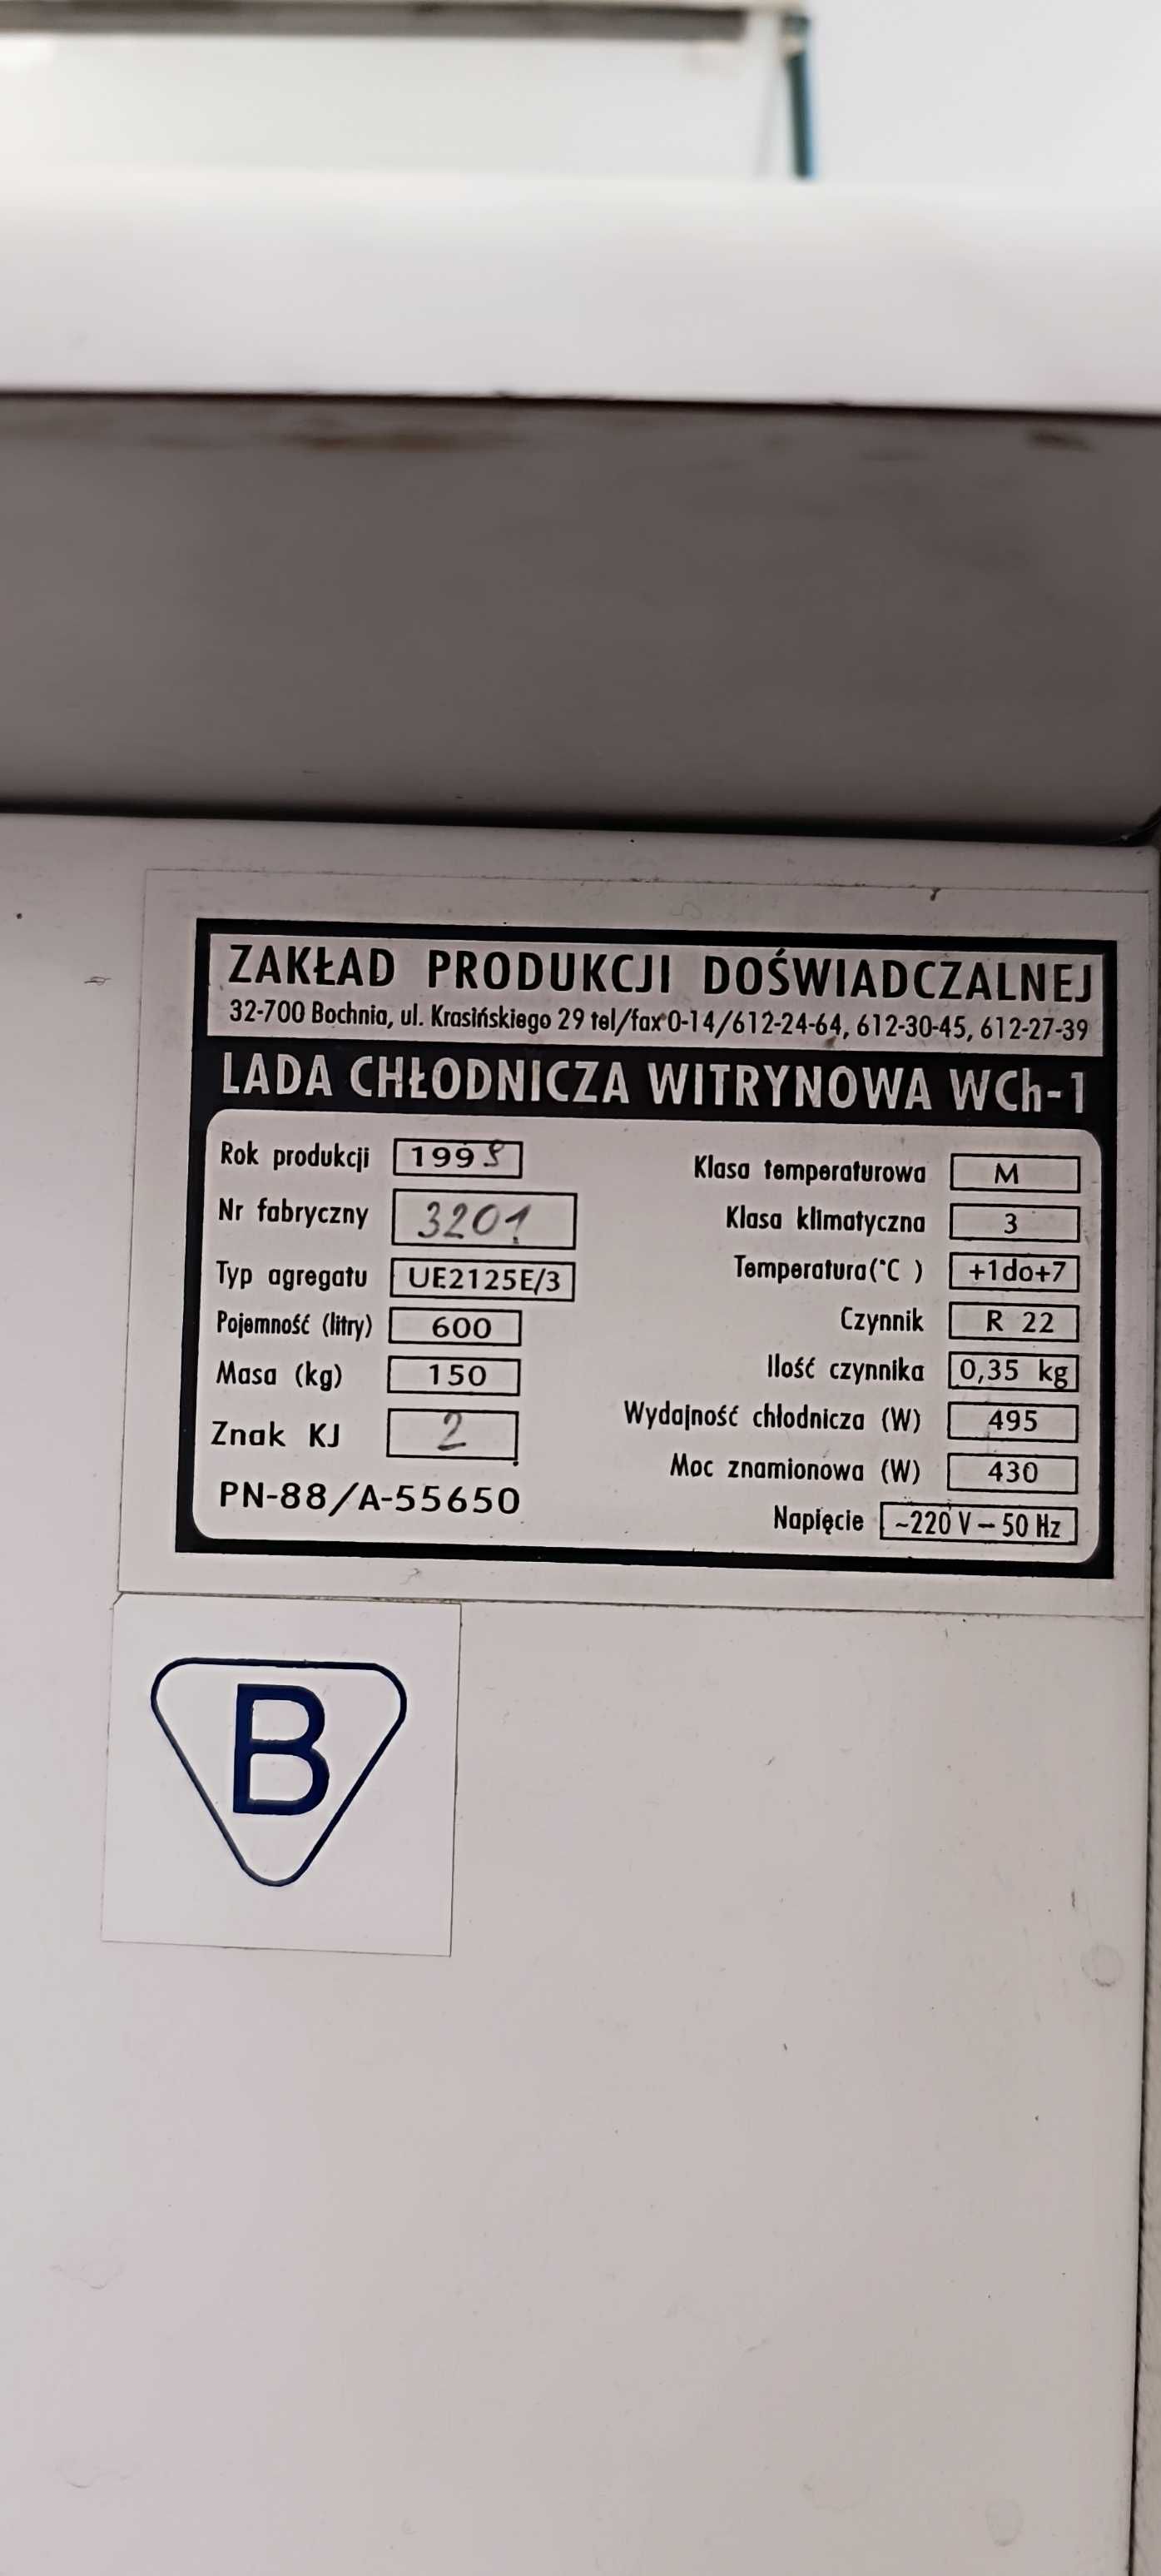 ZAKŁAD PRODUKCJI DOŚWIADCZALNEJ
32-700 Bochnia, ul. Krasińskiego 29 tel/fax 0-14/612-24-64, 612-30-45, 612-27-39
LADA CHŁODNICZA WITRYNOWA WCh-1
Rok produkcji
Nr fabryczny 3201
Typ agregatu UE2125E/3
Pojemność (litry) 600
Masa (kg) 150
Znak KJ 2
PN-88/A-55650
Klasa temperaturowa M
Klasa klimatyczna 3
Temperatura(°C ) +1do+7
Czynnik R 22
Ilość czynnika 0,35 kg
Wydajność chłodnicza (W) 495
Moc znamionowa (W) 430
Napięcie ~220 V – 50 Hz
B